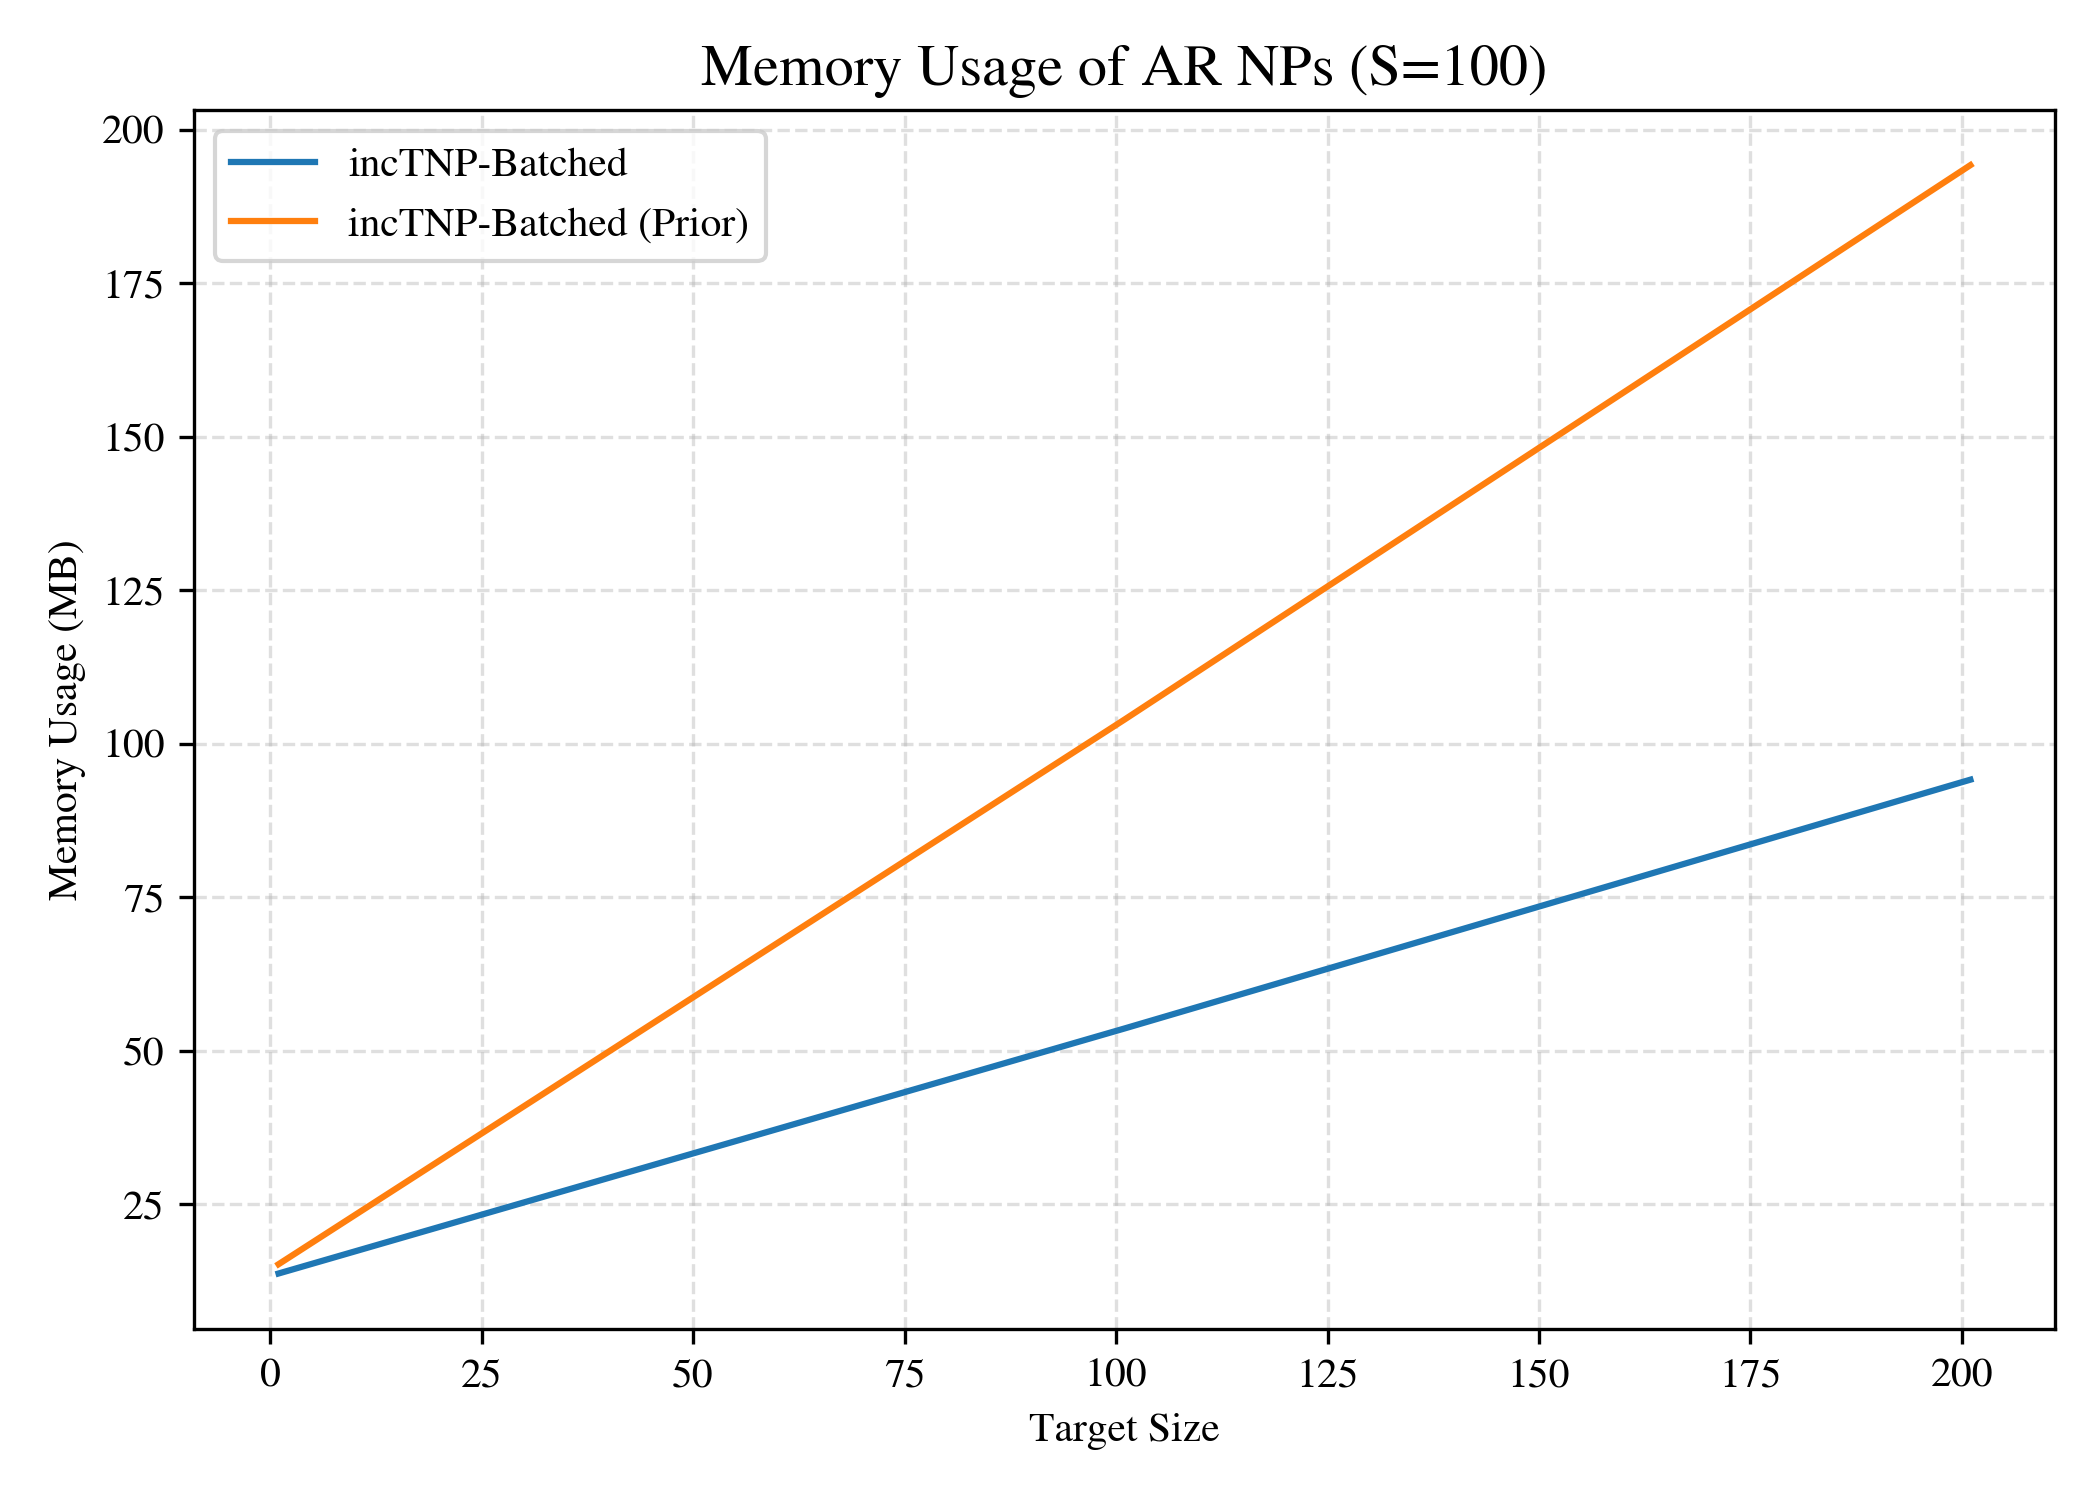 Memory Usage of AR NPs (S=100)
incTNP-Batched
incTNP-Batched (Prior)
Memory Usage (MB)
200
175
150
125
100
75
50
25
0 25 50 75 100 125 150 175 200
Target Size